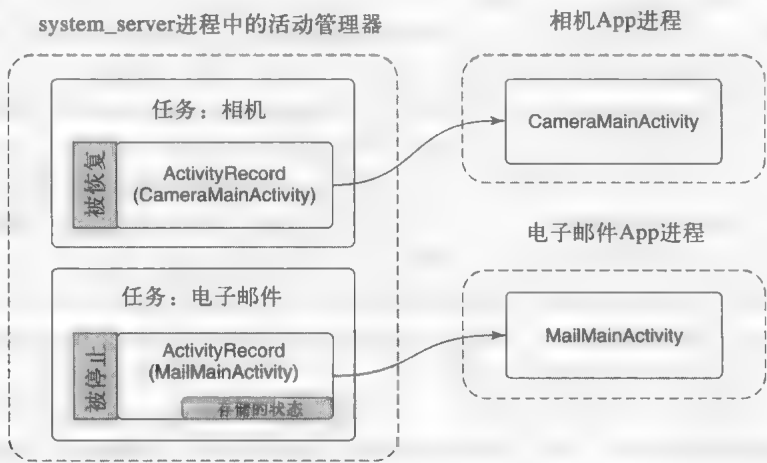 system_server进程中的活动管理器
相机App进程
任务：相机
被恢复
ActivityRecord
(CameraMainActivity)
CameraMainActivity
电子邮件App进程
任务：电子邮件
被停止
ActivityRecord
(MailMainActivity)
存储的状态
MailMainActivity